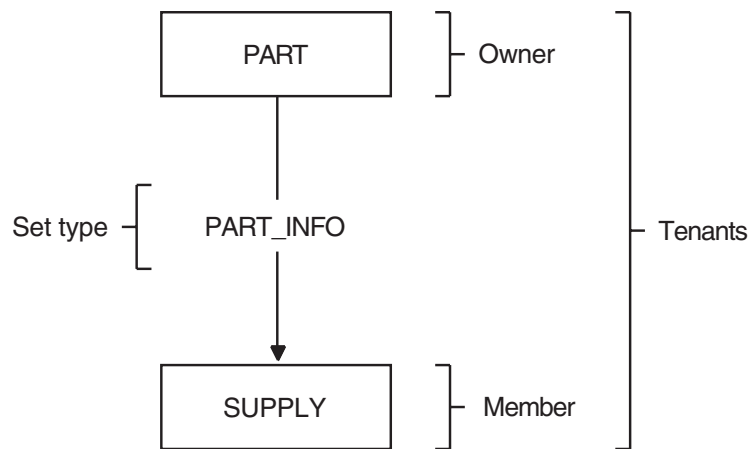 PART
Owner
Set type
PART_INFO
Tenants
SUPPLY
Member